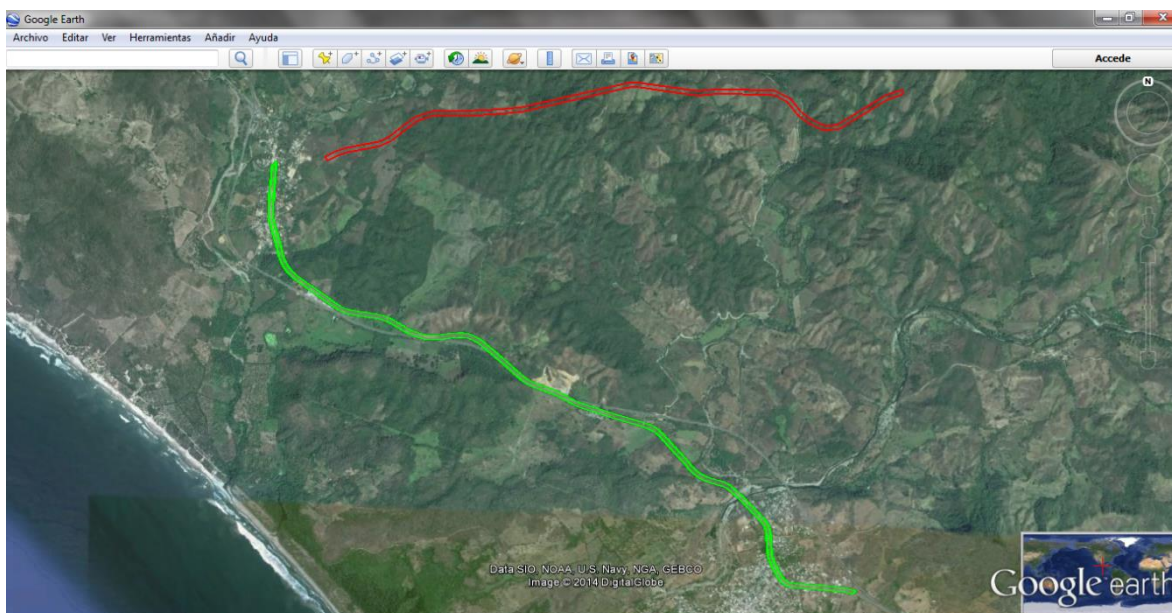 Google Earth
Archivo Editar Ver Herramientas Añadir Ayuda
Accede
N
Data SIO, NOAA, U.S. Navy, NGA, GEBCO
Image © 2014 DigitalGlobe
Google earth